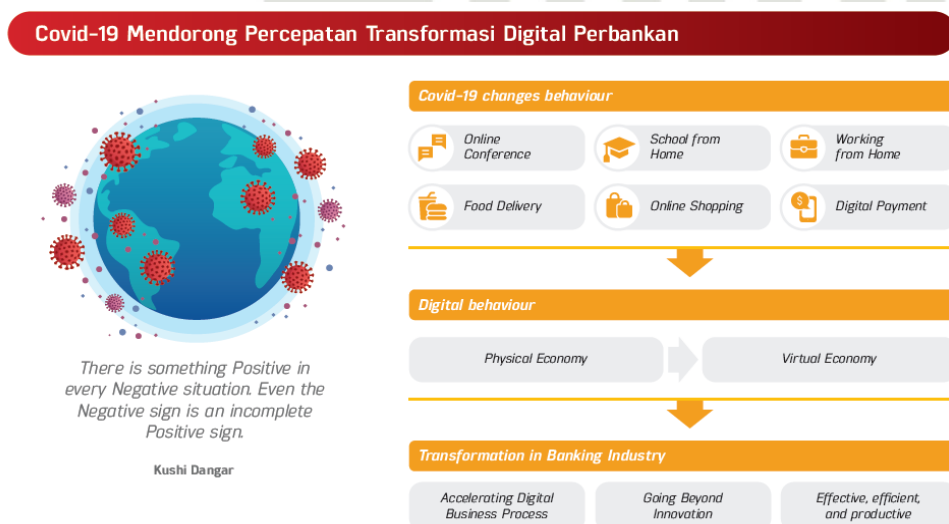 Covid-19 Mendorong Percepatan Transformasi Digital Perbankan
There is something Positive in
every Negative situation. Even the
Negative sign is an incomplete
Positive sign.
Kushi Dangar
Covid-19 changes behaviour
Online
Conference
School from
Home
Working
from Home
Food Delivery
Online Shopping
Digital Payment
Digital behaviour
Physical Economy
Virtual Economy
Transformation in Banking Industry
Accelerating Digital
Business Process
Going Beyond
Innovation
Effective, efficient,
and productive